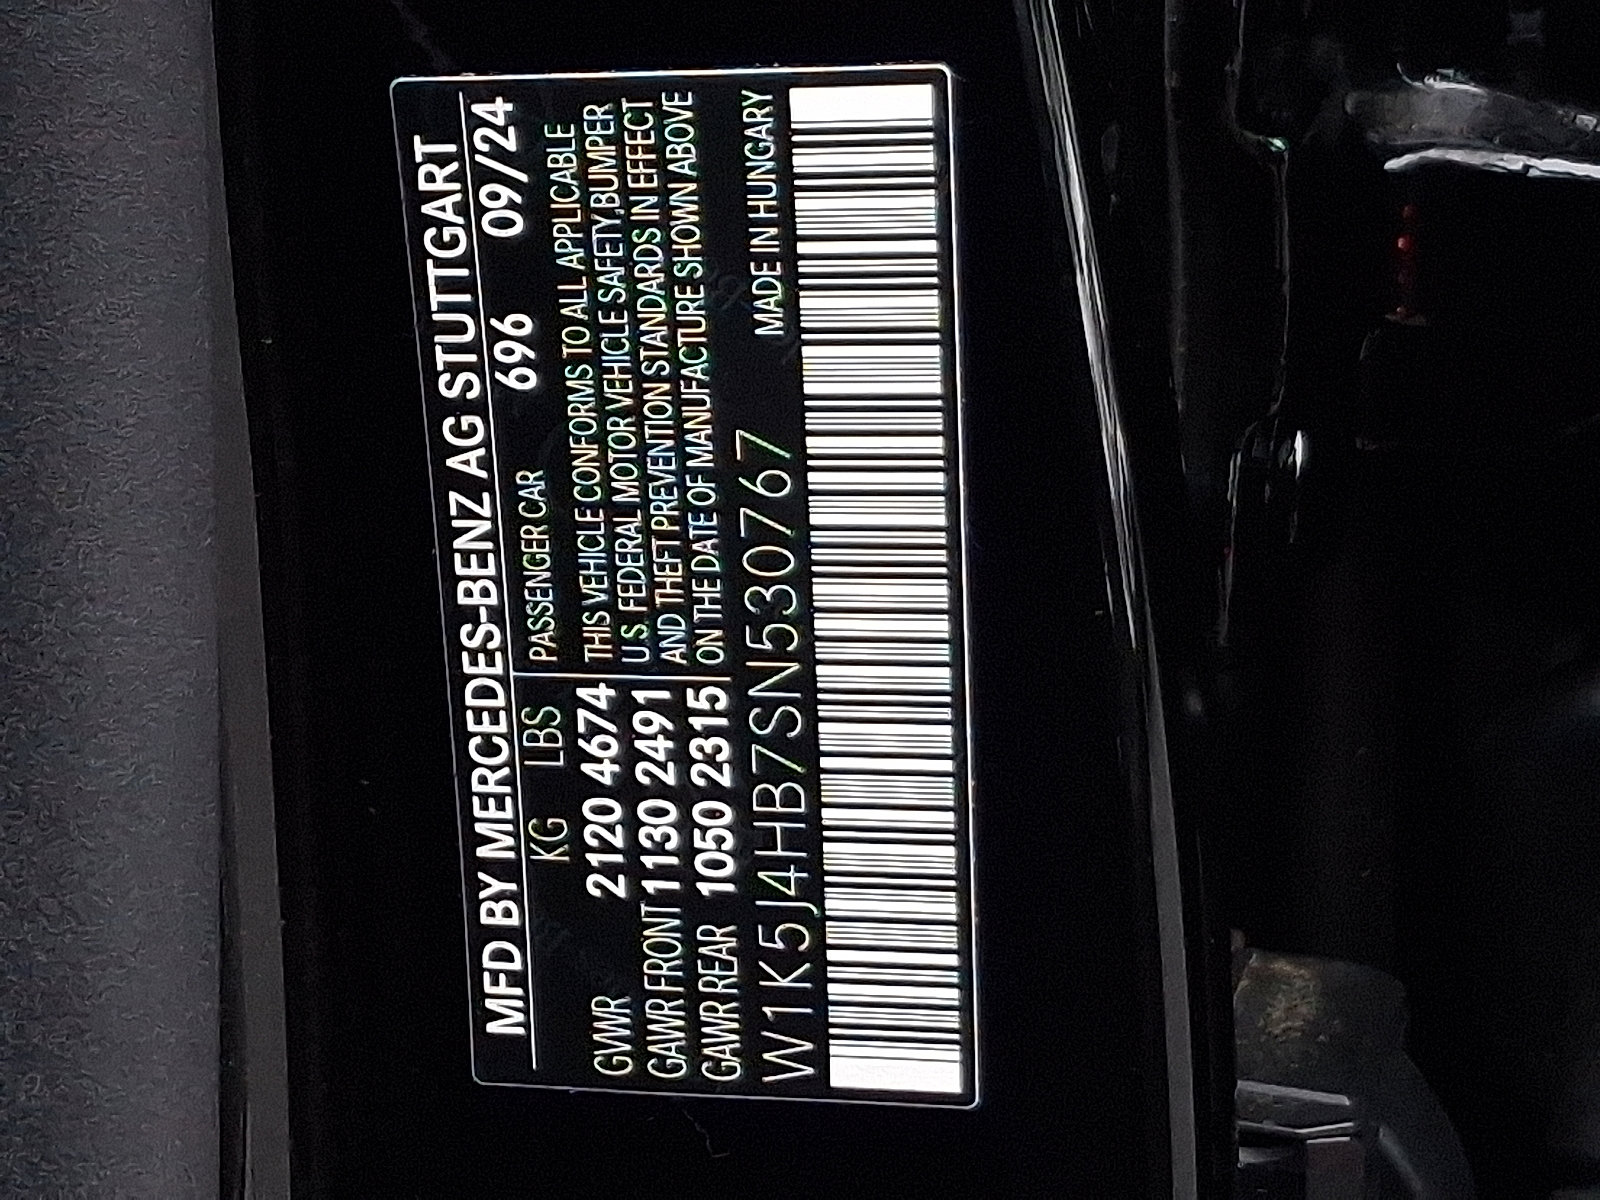 MFD BY MERCEDES-BENZ AG STUTTGART
KG LBS PASSENGER CAR 696 09/24
GVWR 2120 4674 THIS VEHICLE CONFORMS TO ALL APPLICABLE
GAWR FRONT 1130 2491 U.S. FEDERAL MOTOR VEHICLE SAFETY,BUMPER
AND THEFT PREVENTION STANDARDS IN EFFECT
GAWR REAR 1050 2315 ON THE DATE OF MANUFACTURE SHOWN ABOVE
W1K5J4HB7SN530767 MADE IN HUNGARY